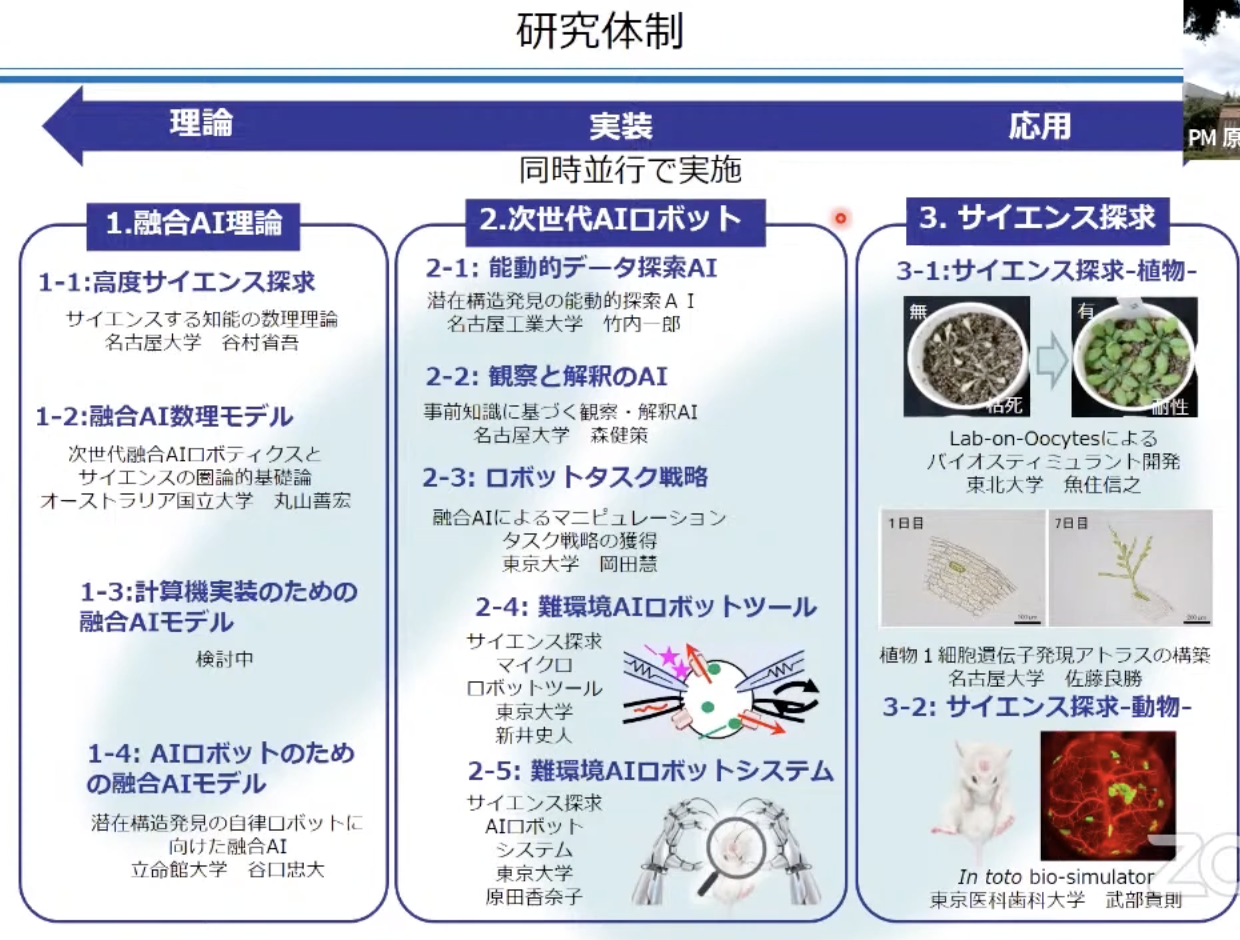 研究体制
PM 原
理論
実装
応用
同時並行で実施
1.融合AI理論
1-1:高度サイエンス探求
サイエンスする知能の数理理論
名古屋大学 谷村省吾
1-2:融合AI数理モデル
次世代融合AIロボティクスと
サイエンスの圏論的基礎論
オーストラリア国立大学 丸山善宏
1-3:計算機実装のための
融合AIモデル
検討中
1-4: AIロボットのため
の融合AIモデル
潜在構造発見の自律ロボットに
向けた融合AI
立命館大学 谷口忠大
2.次世代AIロボット
2-1: 能動的データ探索AI
潜在構造発見の能動的探索ＡＩ
名古屋工業大学 竹内一郎
2-2: 観察と解釈のAI
事前知識に基づく観察・解釈AI
名古屋大学 森健策
2-3: ロボットタスク戦略
融合AIによるマニピュレーション
タスク戦略の獲得
東京大学 岡田慧
2-4: 難環境AIロボットツール
サイエンス探求
マイクロ
ロボットツール
東京大学
新井史人
2-5: 難環境AIロボットシステム
サイエンス探求
AIロボット
システム
東京大学
原田香奈子
3. サイエンス探求
3-1:サイエンス探求-植物-
無
枯死
有
耐性
Lab-on-Oocytesによる
バイオスティミュラント開発
東北大学 魚住信之
1日目
7日目
植物１細胞遺伝子発現アトラスの構築
名古屋大学 佐藤良勝
3-2: サイエンス探求-動物-
In toto bio-simulator
東京医科歯科大学 武部貴則